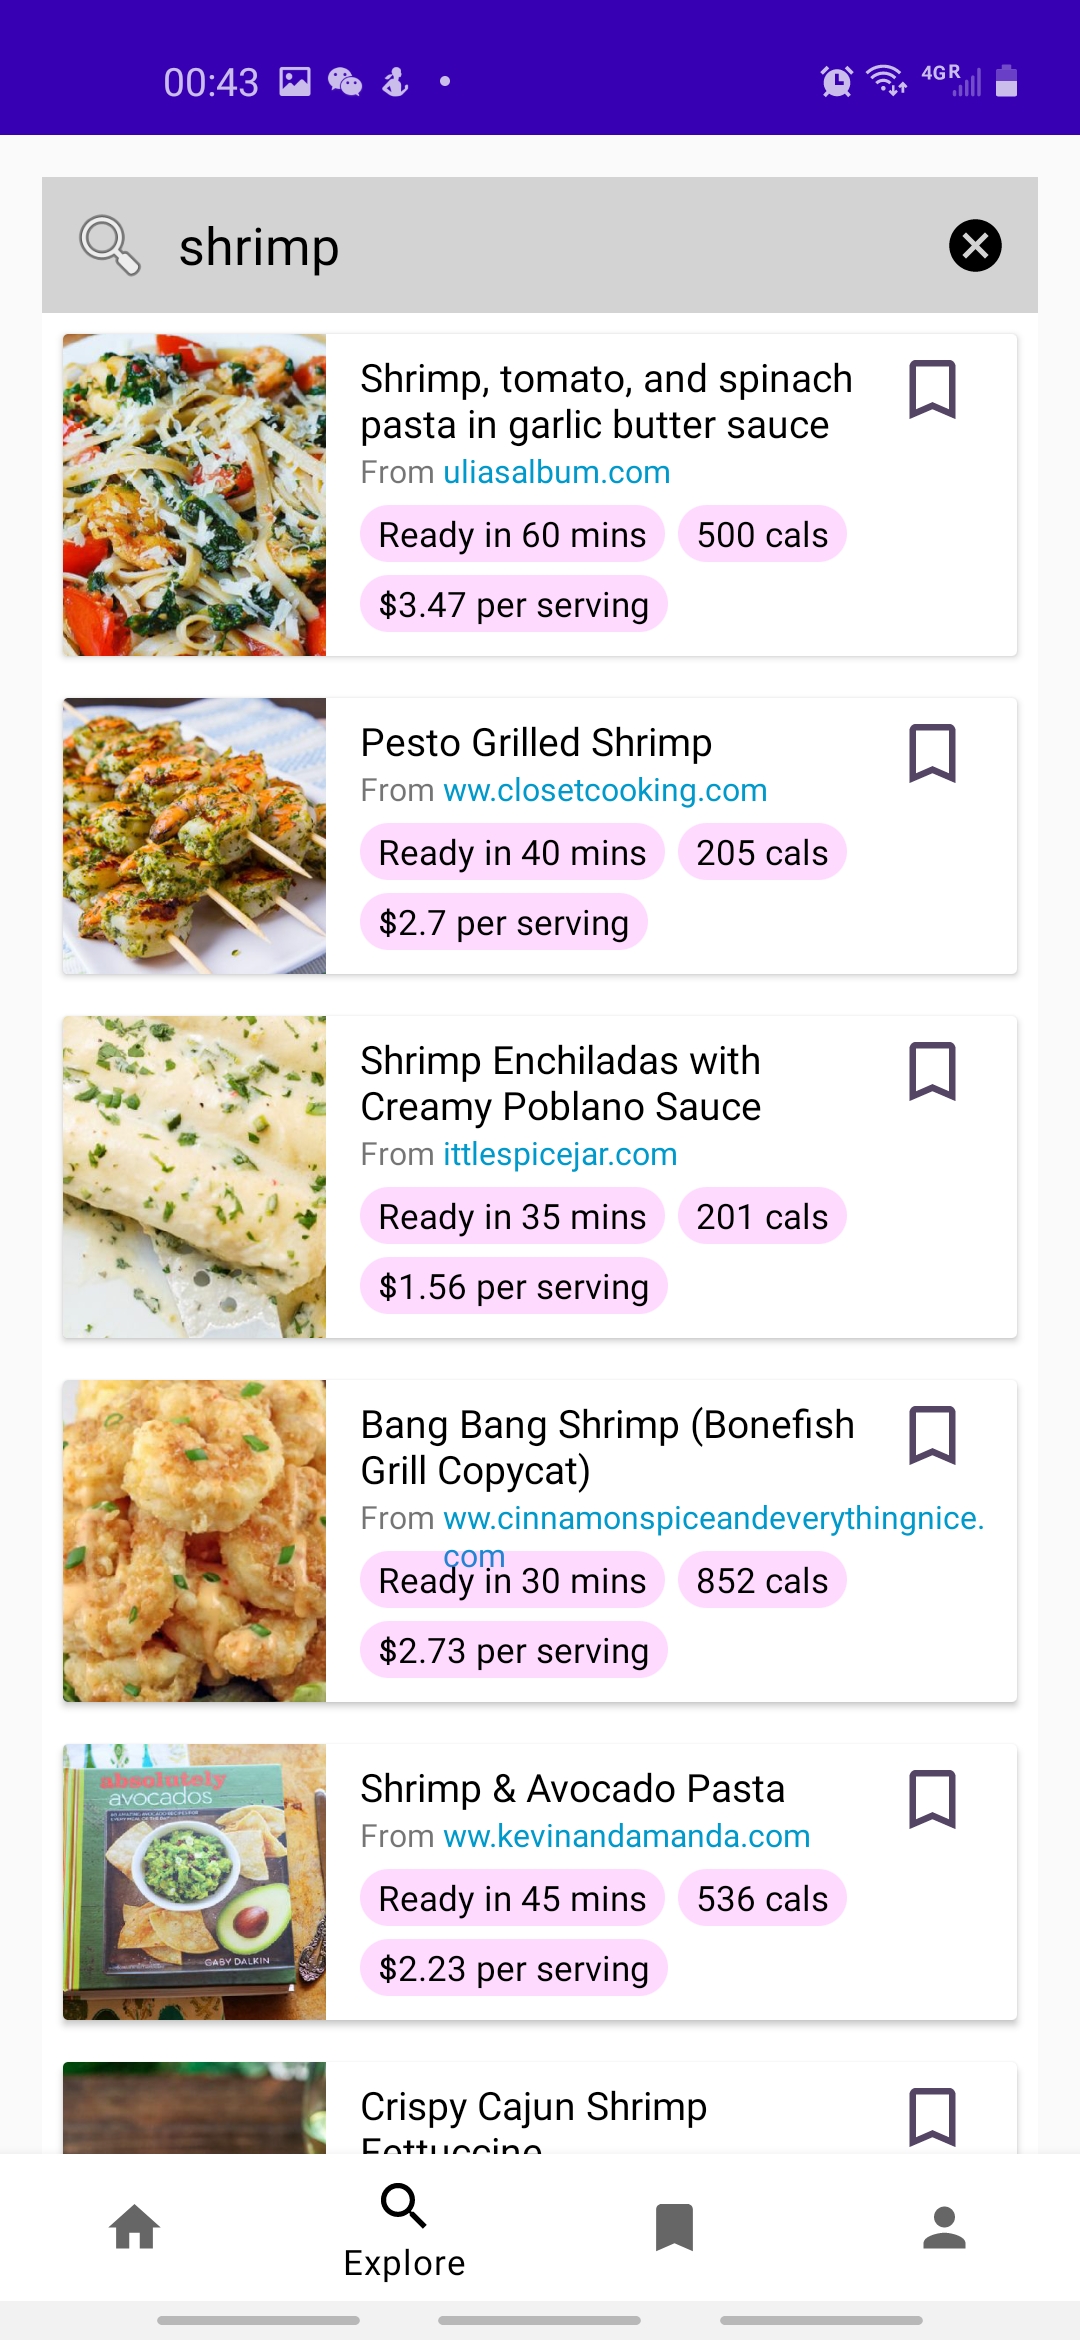 00:43
4G R
shrimp
Shrimp, tomato, and spinach
pasta in garlic butter sauce
From uliasalbum.com
Ready in 60 mins
500 cals
$3.47 per serving
Pesto Grilled Shrimp
From ww.closetcooking.com
Ready in 40 mins
205 cals
$2.7 per serving
Shrimp Enchiladas with
Creamy Poblano Sauce
From ittlespicejar.com
Ready in 35 mins
201 cals
$1.56 per serving
Bang Bang Shrimp (Bonefish
Grill Copycat)
From ww.cinnamonspiceandeverythingnice.
com
Ready in 30 mins
852 cals
$2.73 per serving
absolutely
avocados
GABY DALKIN
Shrimp & Avocado Pasta
From ww.kevinandamanda.com
Ready in 45 mins
536 cals
$2.23 per serving
Crispy Cajun Shrimp
Fettuccine
Explore